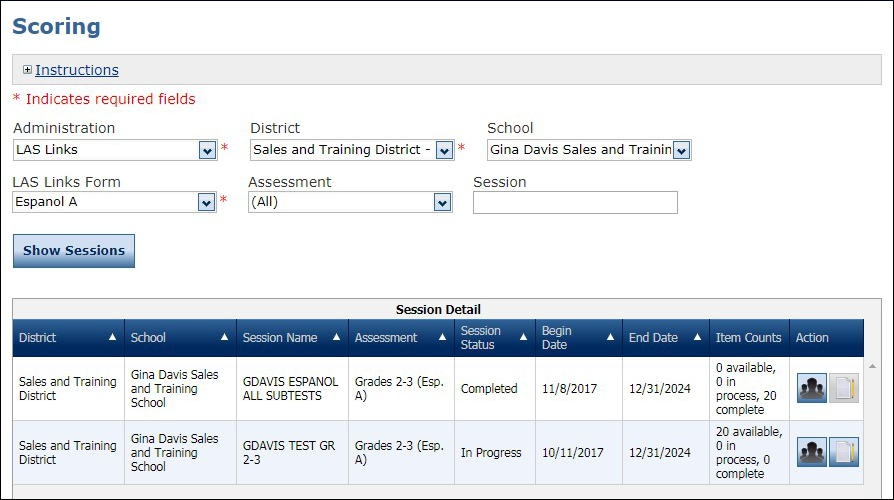 Scoring
Instructions
* Indicates required fields
Administration District School
LAS Links * Sales and Training District - * Gina Davis Sales and Trainin
LAS Links Form Assessment Session
Espanol A * (All)
Show Sessions
Session Detail
District School Session Name Assessment Session Status Begin Date End Date Item Counts Action
Sales and Training District Gina Davis Sales and Training School GDAVIS ESPANOL ALL SUBTESTS Grades 2-3 (Esp. A) Completed 11/8/2017 12/31/2024 0 available, 0 in process, 20 complete
Sales and Training District Gina Davis Sales and Training School GDAVIS TEST GR 2-3 Grades 2-3 (Esp. A) In Progress 10/11/2017 12/31/2024 20 available, 0 in process, 0 complete